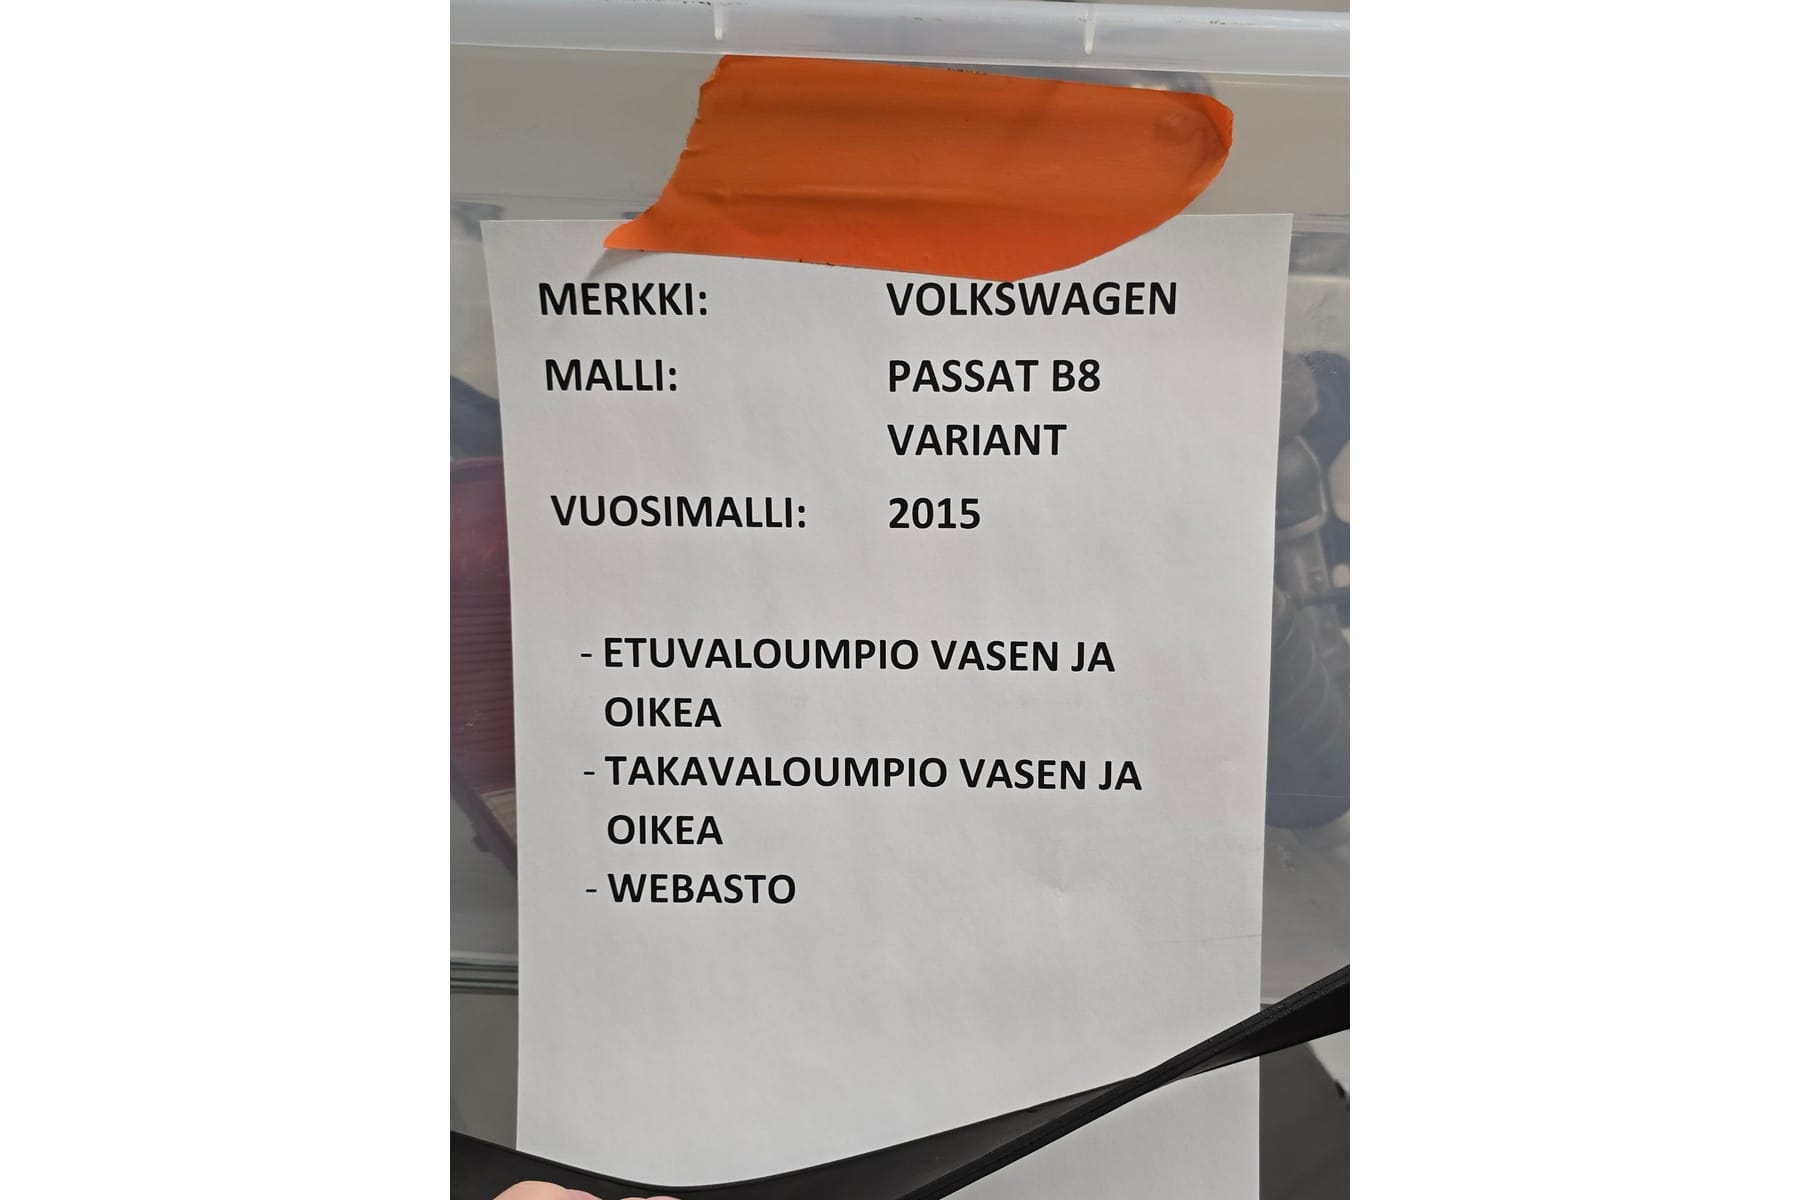 MERKKI: VOLKSWAGEN
MALLI: PASSAT B8
VARIANT
VUOSIMALLI: 2015
- ETUVALOUMPIO VASEN JA
OIKEA
- TAKAVALOUMPIO VASEN JA
OIKEA
- WEBASTO